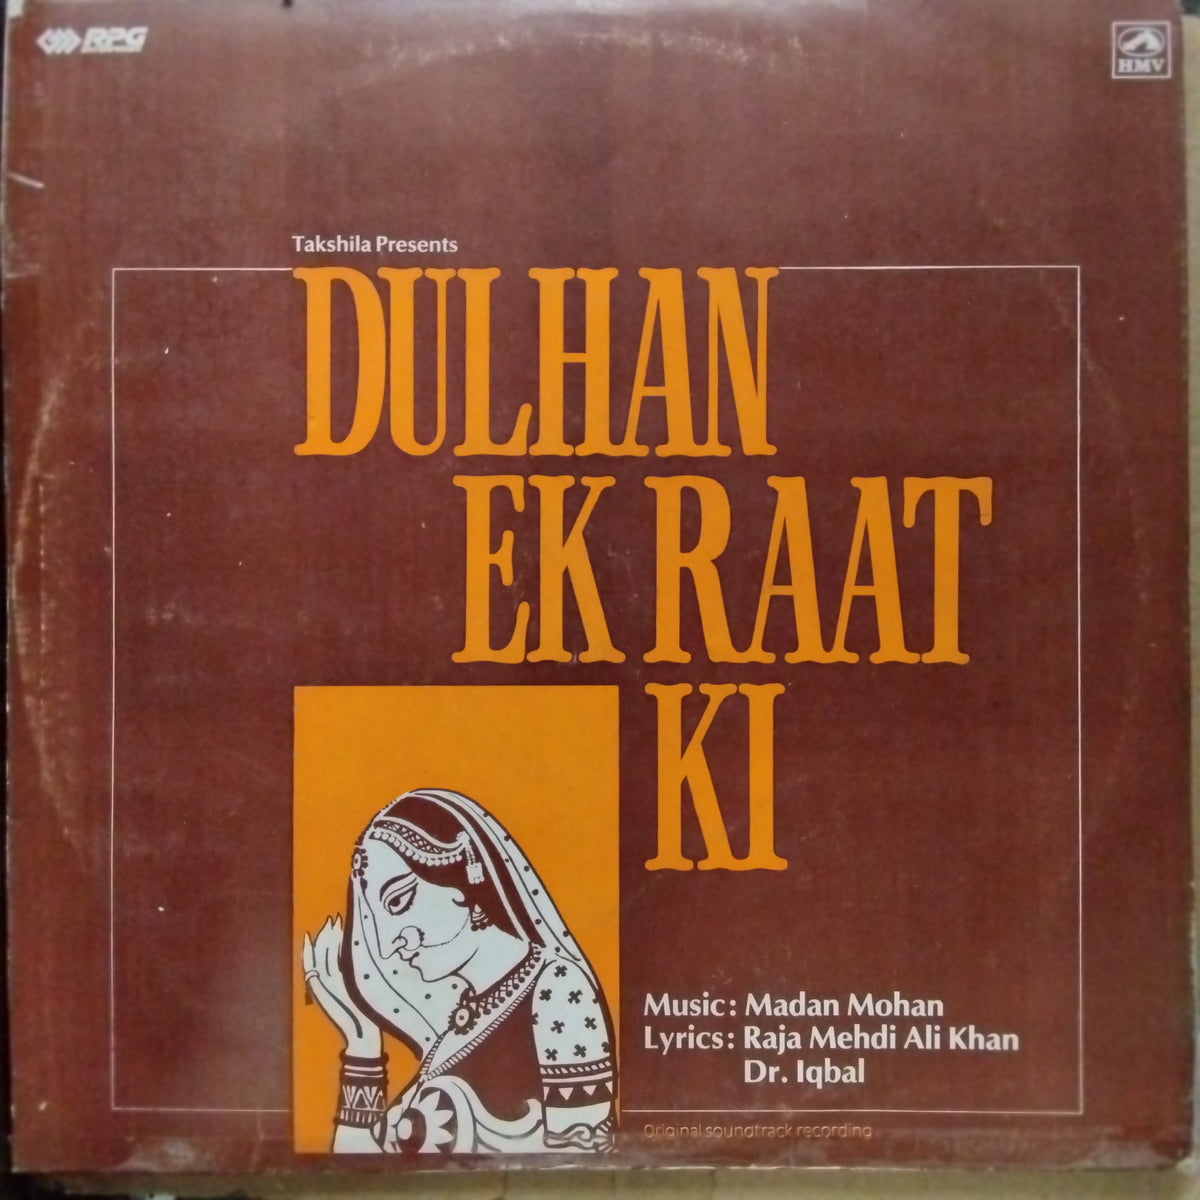 RPG
HMV
Takshila Presents
DULHAN
EK RAAT
KI
Music: Madan Mohan
Lyrics: Raja Mehdi Ali Khan
Dr. Iqbal
Original soundtrack recording